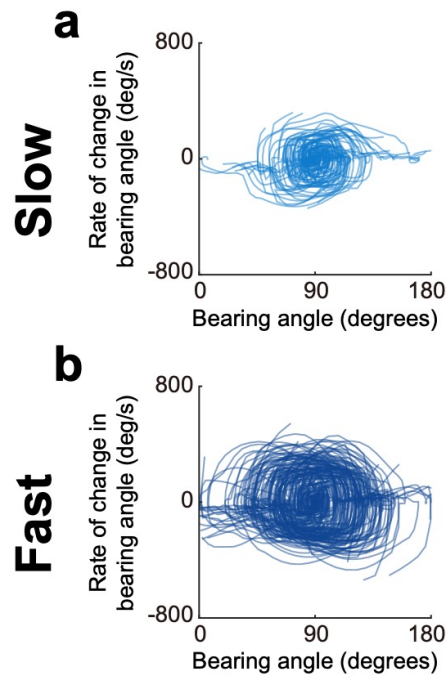 a
Slow
Rate of change in
bearing angle (deg/s)
800
0
-800
0 90 180
Bearing angle (degrees)
b
Fast
Rate of change in
bearing angle (deg/s)
800
0
-800
0 90 180
Bearing angle (degrees)